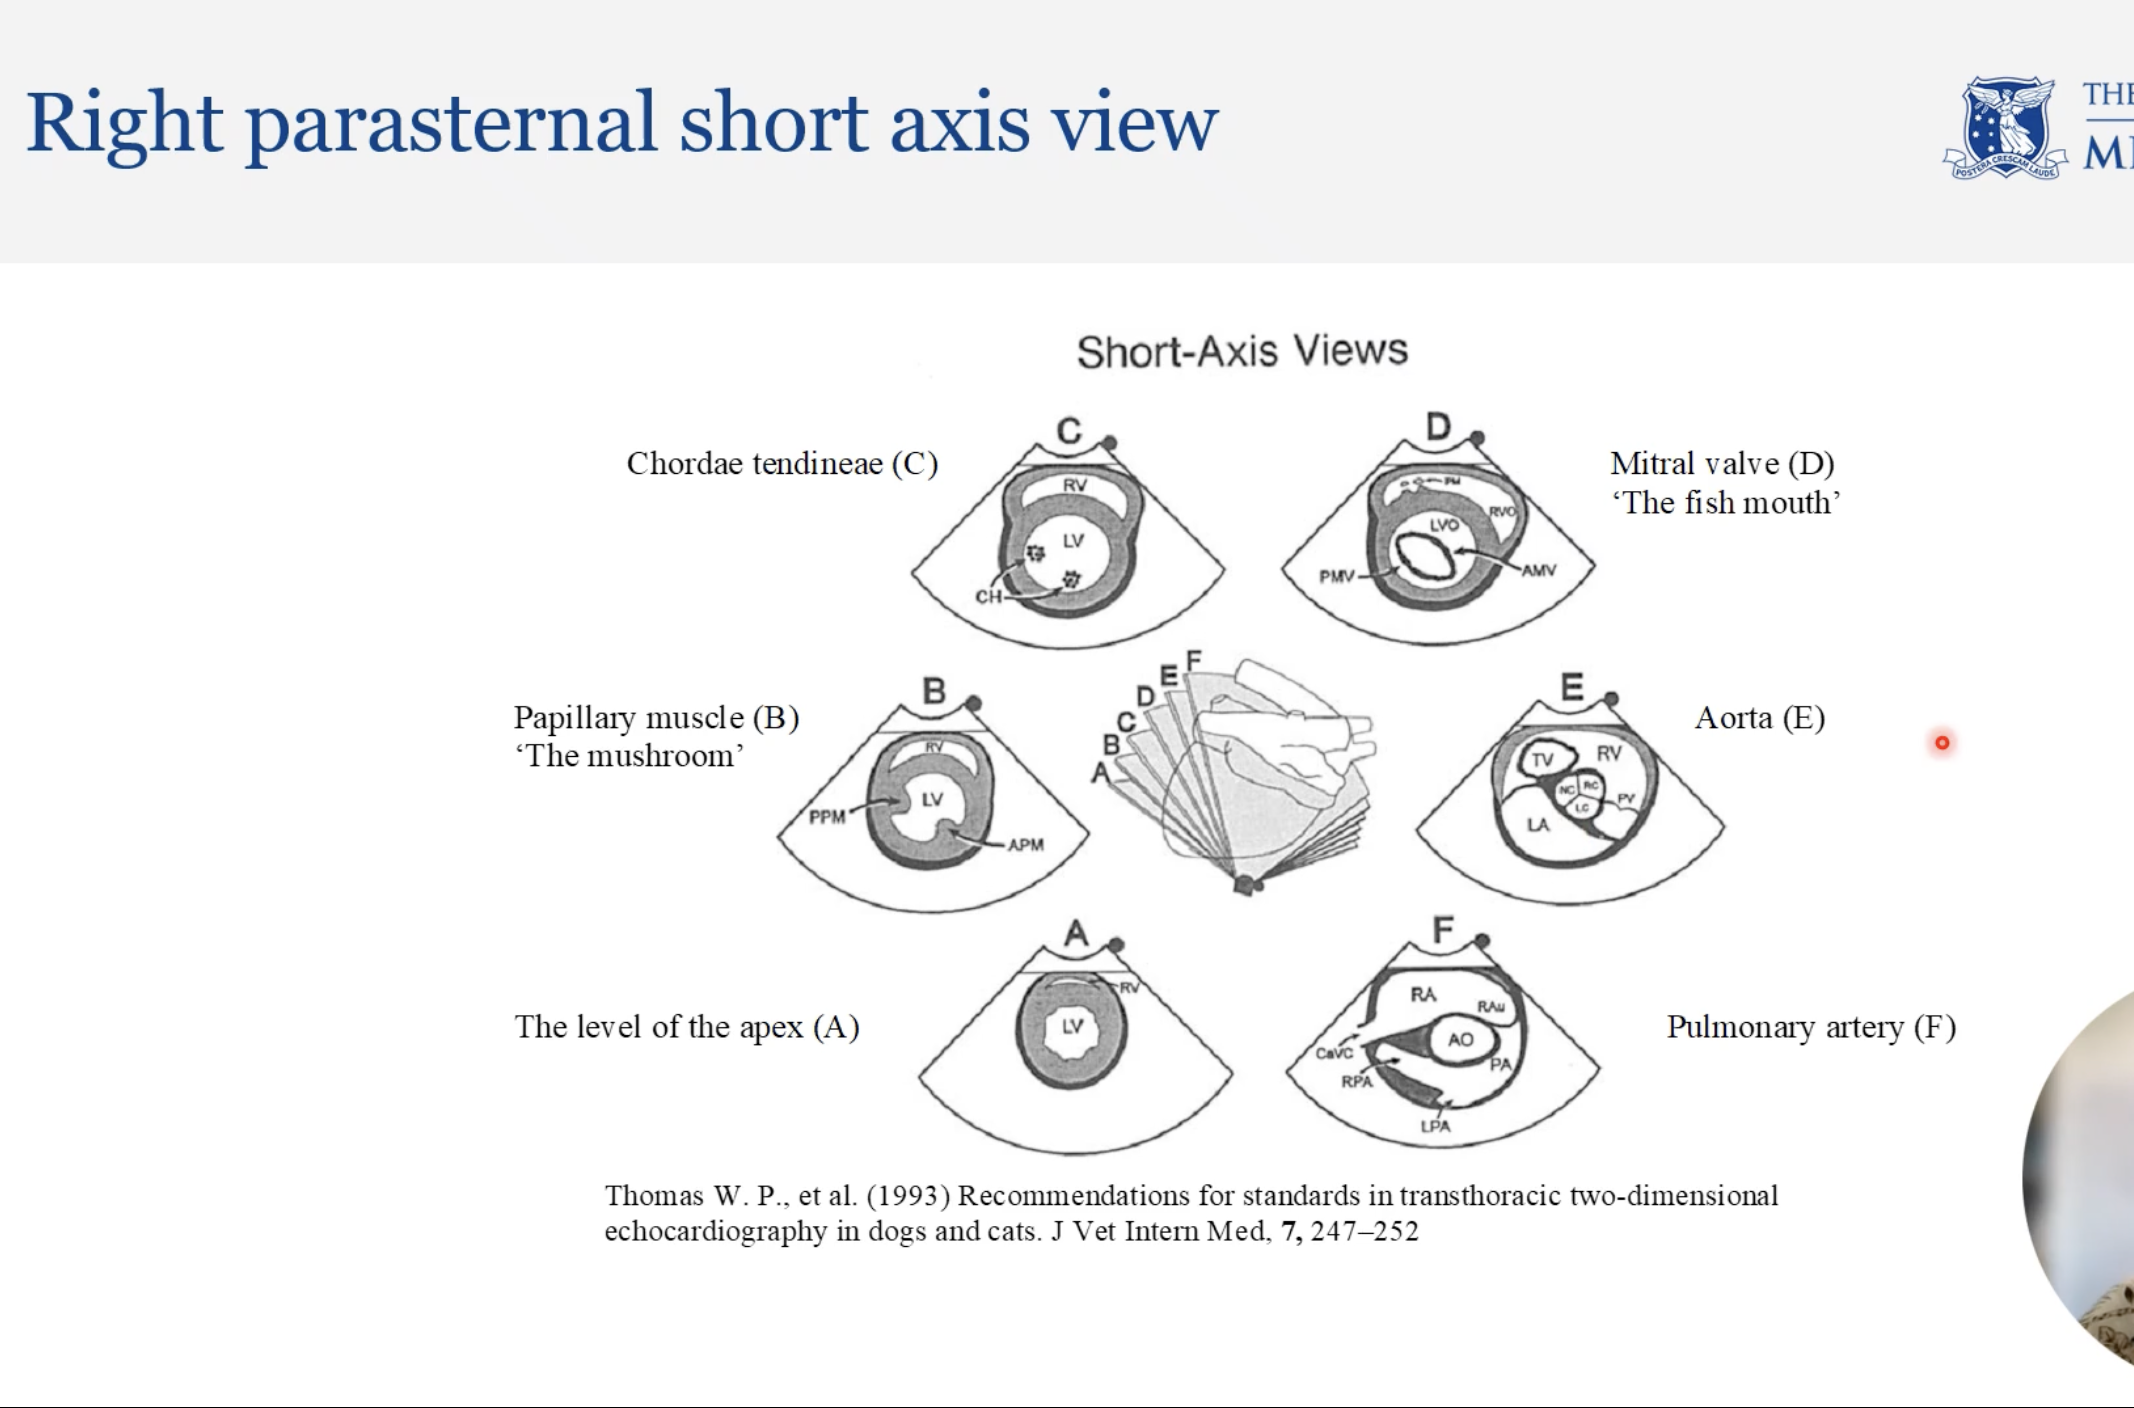 Right parasternal short axis view
POSTERA CRESCAM LAUDE
THE
Short-Axis Views
Chordae tendineae (C)
C
RV
LV
CH
D
PM
RVO
LVO
PMV
AMV
Mitral valve (D)
‘The fish mouth’
Papillary muscle (B)
‘The mushroom’
B
RV
LV
PPM
APM
F
E
D
C
B
A
E
TV
RV
NC
RC
LC
PV
LA
Aorta (E)
The level of the apex (A)
A
RV
LV
F
RA
RAu
AO
CaVC
PA
RPA
LPA
Pulmonary artery (F)
Thomas W. P., et al. (1993) Recommendations for standards in transthoracic two-dimensional
echocardiography in dogs and cats. J Vet Intern Med, 7, 247–252